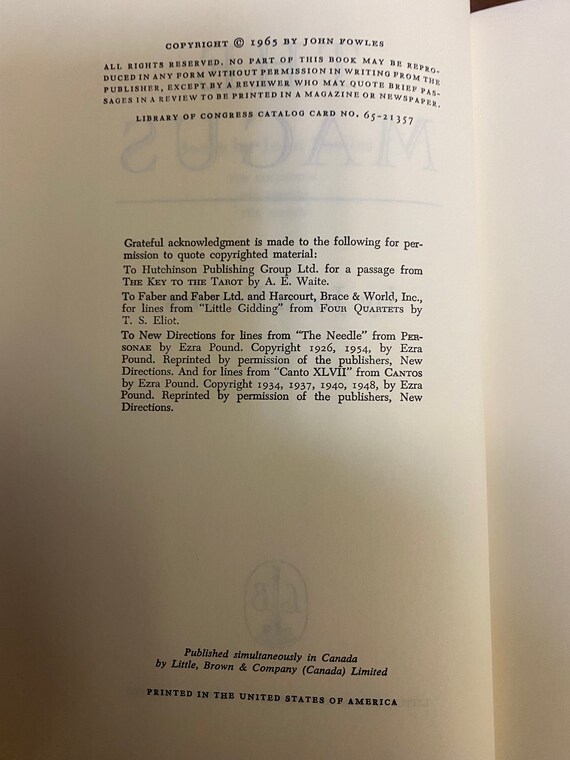 COPYRIGHT © 1965 BY JOHN FOWLES
ALL RIGHTS RESERVED. NO PART OF THIS BOOK MAY BE REPRO-
DUCED IN ANY FORM WITHOUT PERMISSION IN WRITING FROM THE
PUBLISHER, EXCEPT BY A REVIEWER WHO MAY QUOTE BRIEF PAS-
SAGES IN A REVIEW TO BE PRINTED IN A MAGAZINE OR NEWSPAPER.
LIBRARY OF CONGRESS CATALOG CARD NO. 65-21357
MAGUS
Grateful acknowledgment is made to the following for per-
mission to quote copyrighted material:
To Hutchinson Publishing Group Ltd. for a passage from
THE KEY TO THE TAROT by A. E. Waite.
To Faber and Faber Ltd. and Harcourt, Brace & World, Inc.,
for lines from "Little Gidding" from FOUR QUARTETS by
T. S. Eliot.
To New Directions for lines from "The Needle" from PER-
SONAE by Ezra Pound. Copyright 1926, 1954, by Ezra
Pound. Reprinted by permission of the publishers, New
Directions. And for lines from "Canto XLVII" from CANTOS
by Ezra Pound. Copyright 1934, 1937, 1940, 1948, by Ezra
Pound. Reprinted by permission of the publishers, New
Directions.
Published simultaneously in Canada
by Little, Brown & Company (Canada) Limited
PRINTED IN THE UNITED STATES OF AMERICA